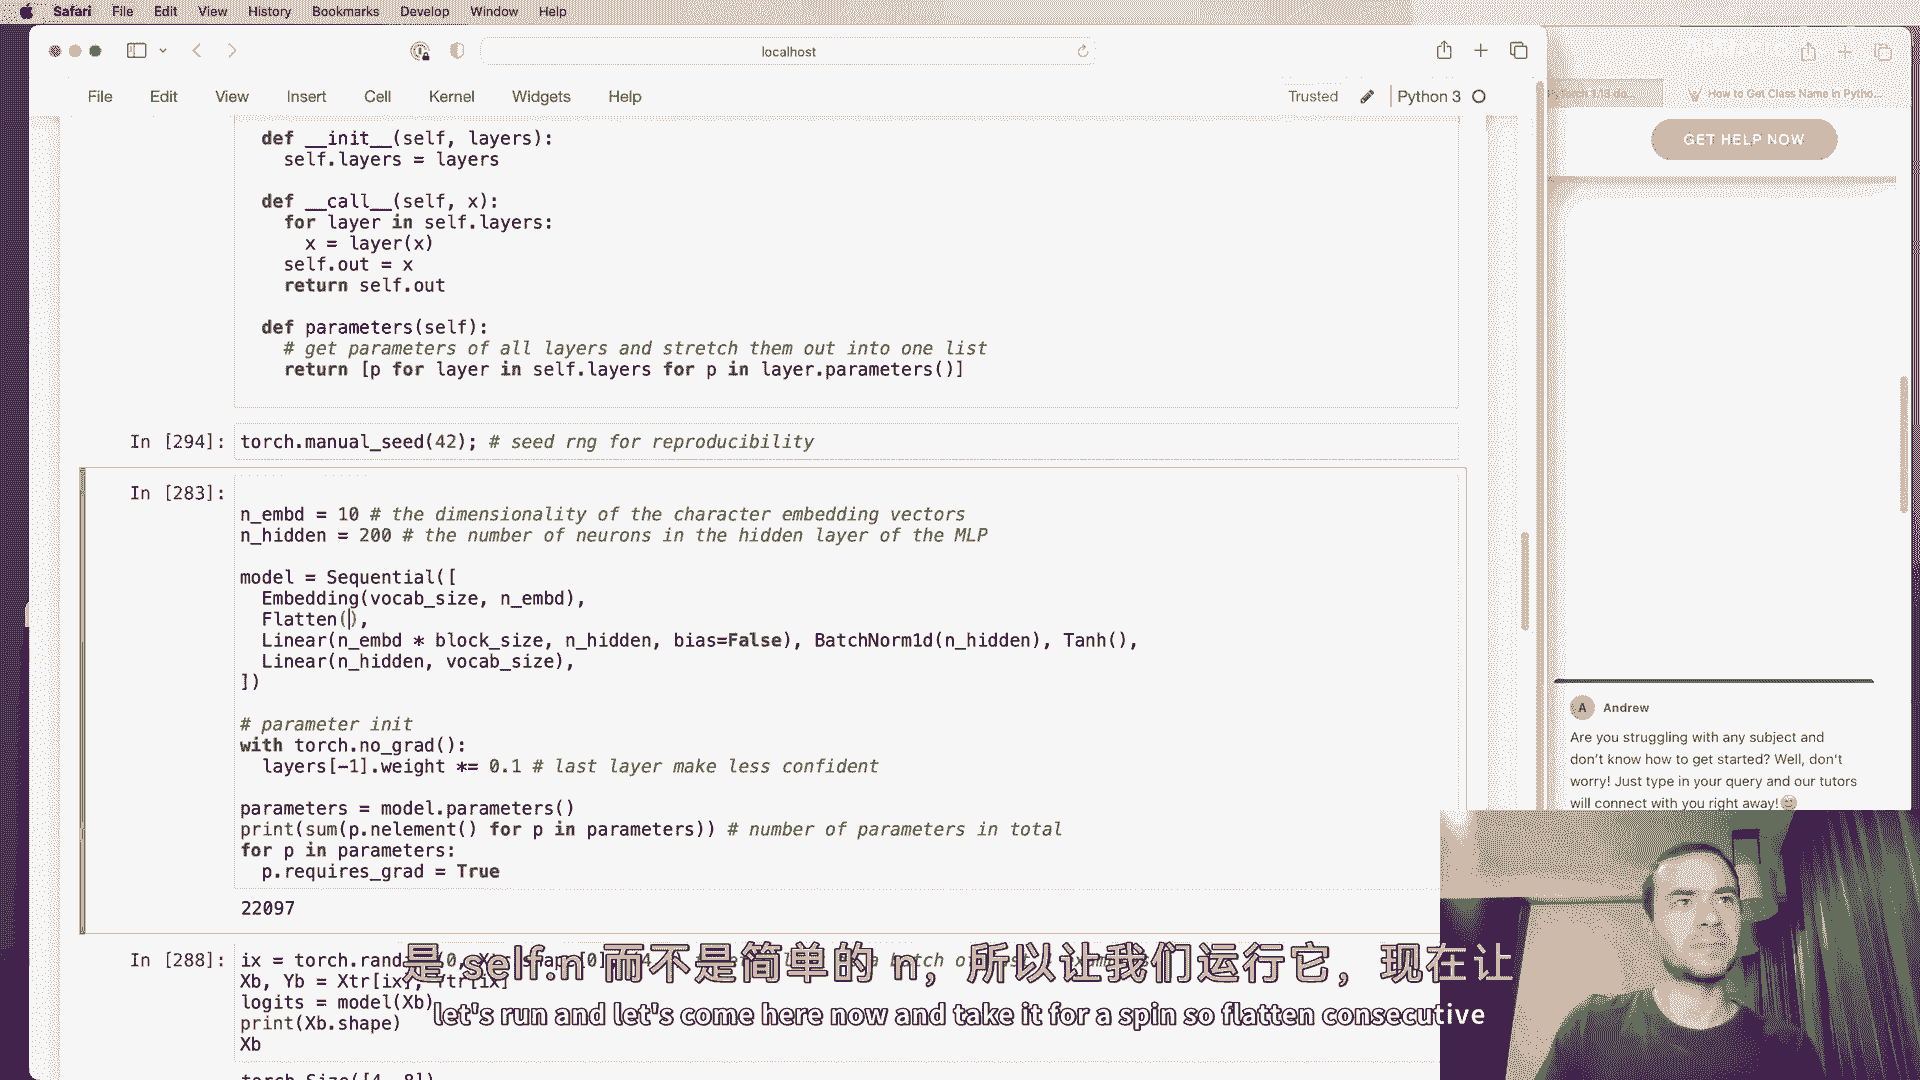 Safari File Edit View History Bookmarks Develop Window Help
localhost
File Edit View Insert Cell Kernel Widgets Help
Trusted Python 3
How to Get Class Name in Pytho...
GET HELP NOW
def __init__(self, layers):
self.layers = layers
def __call__(self, x):
for layer in self.layers:
x = layer(x)
self.out = x
return self.out
def parameters(self):
# get parameters of all layers and stretch them out into one list
return [p for layer in self.layers for p in layer.parameters()]
In [294]: torch.manual_seed(42); # seed rng for reproducibility
In [283]:
n_embd = 10 # the dimensionality of the character embedding vectors
n_hidden = 200 # the number of neurons in the hidden layer of the MLP
model = Sequential([
Embedding(vocab_size, n_embd),
Flatten(),
Linear(n_embd * block_size, n_hidden, bias=False), BatchNorm1d(n_hidden), Tanh(),
Linear(n_hidden, vocab_size),
])
# parameter init
with torch.no_grad():
layers[-1].weight *= 0.1 # last layer make less confident
parameters = model.parameters()
print(sum(p.nelement() for p in parameters)) # number of parameters in total
for p in parameters:
p.requires_grad = True
22097
In [288]: ix =
Xb, Yb = Xtr[ix], Ytr[ix]
logits = model(Xb)
print(Xb.shape)
Xb
torch.Size([4, 8])
A Andrew
Are you struggling with any subject and
don't know how to get started? Well, don't
worry! Just type in your query and our tutors
will connect with you right away!😊
是 self.n 而不是简单的 n，所以让我们运行它，现在让
let's run and let's come here now and take it for a spin so flatten consecutive